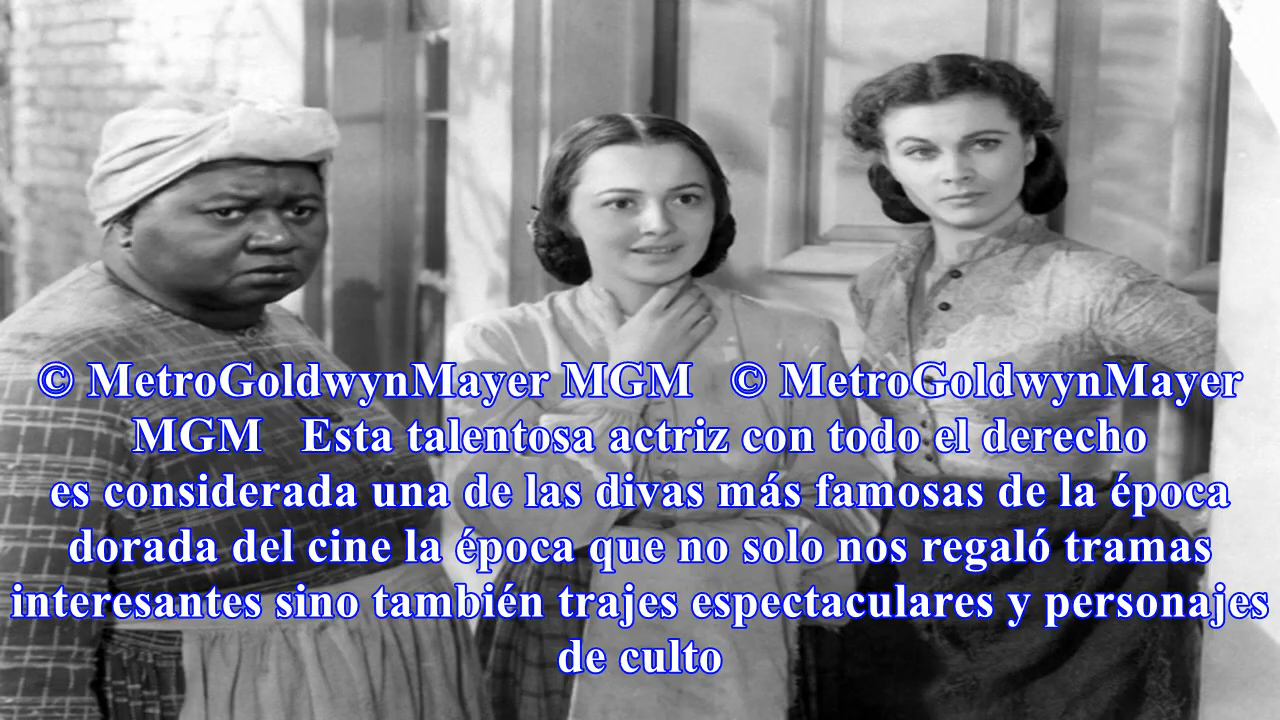 © MetroGoldwynMayer MGM © MetroGoldwynMayer
MGM Esta talentosa actriz con todo el derecho
es considerada una de las divas más famosas de la época
dorada del cine la época que no solo nos regaló tramas
interesantes sino también trajes espectaculares y personajes
de culto